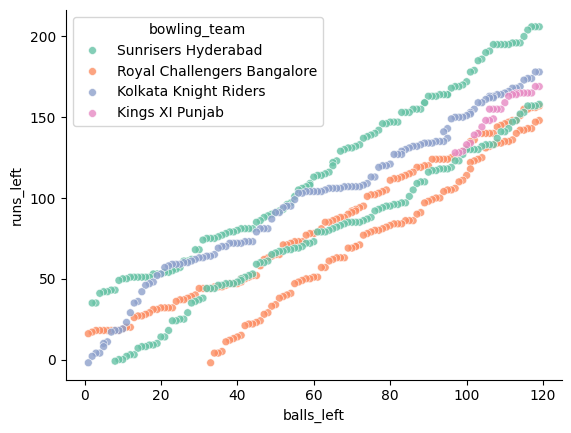 bowling_team
Sunrisers Hyderabad
Royal Challengers Bangalore
Kolkata Knight Riders
Kings XI Punjab
200
150
100
50
0
runs_left
0 20 40 60 80 100 120
balls_left